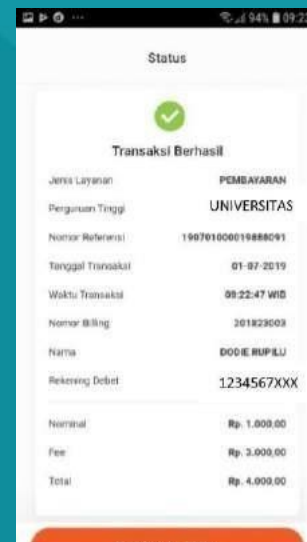 94% 09:22
Status
Transaksi Berhasil
Jenis Layanan PEMBAYARAN
Perguruan Tinggi UNIVERSITAS
Nomor Referensi 190701000019888091
Tanggal Transaksi 01-07-2019
Waktu Transaksi 09:22:47 WIB
Nomor Billing 201823003
Nama DODIE RUPILU
Rekening Debet 1234567XXX
Nominal Rp. 1.000,00
Fee Rp. 3.000,00
Total Rp. 4.000,00